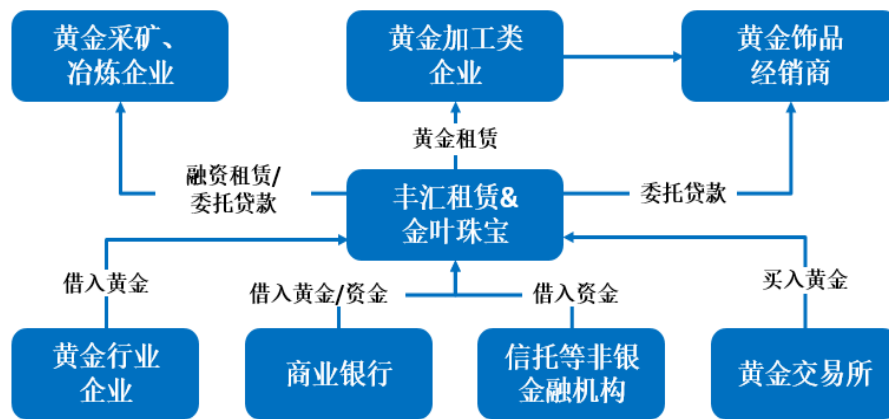 黄金采矿、
冶炼企业
黄金加工类
企业
黄金饰品
经销商
黄金租赁
融资租赁/
委托贷款
丰汇租赁&
金叶珠宝
委托贷款
借入黄金
借入黄金/资金
借入资金
买入黄金
黄金行业
企业
商业银行
信托等非银
金融机构
黄金交易所